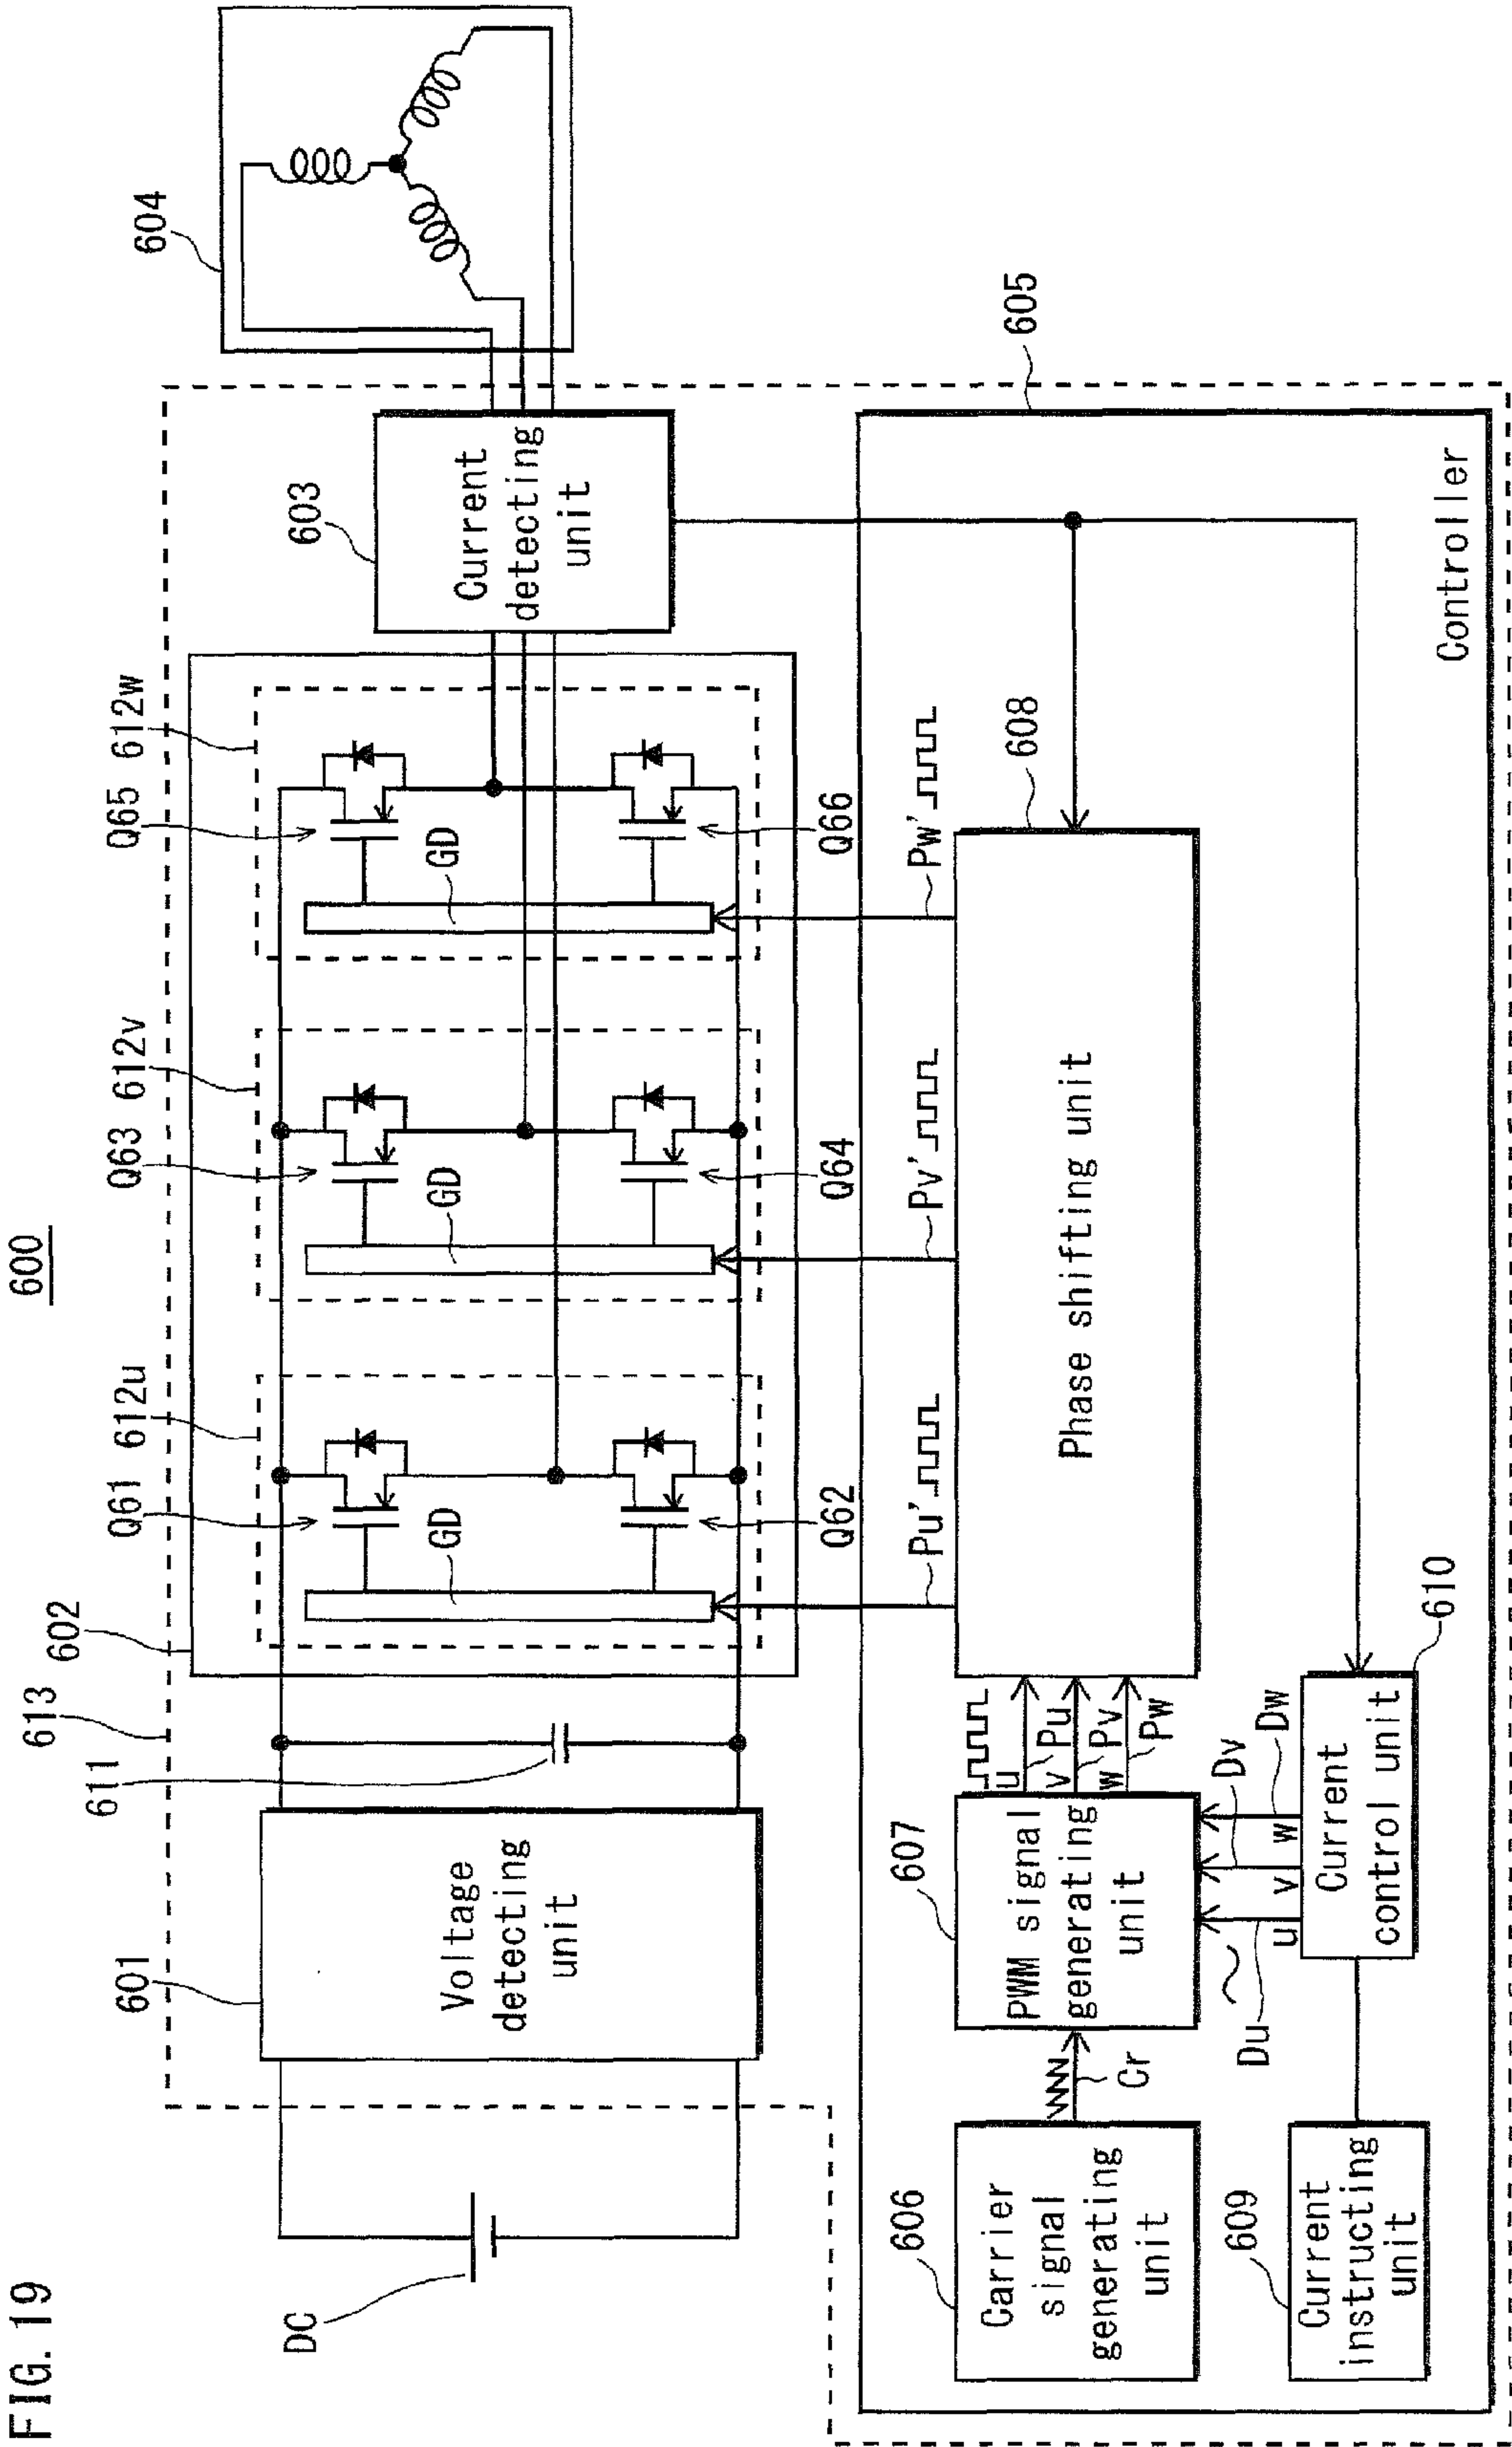 FIG. 19
600
DC
601
Voltage
detecting
unit
611
613
602
Q61
612u
GD
Q62
Q63
612v
GD
Q64
Q65
612w
GD
Q66
603
Current
detecting
unit
604
605
Pu'
Pv'
Pw'
608
Phase shifting unit
606
Carrier
signal
generating
unit
Cr
607
PWM signal
generating
unit
u
Pu
v
Pv
w
Pw
609
Current
instructing
unit
Du
u
v
Dv
w
Dw
Current
control unit
610
Controller